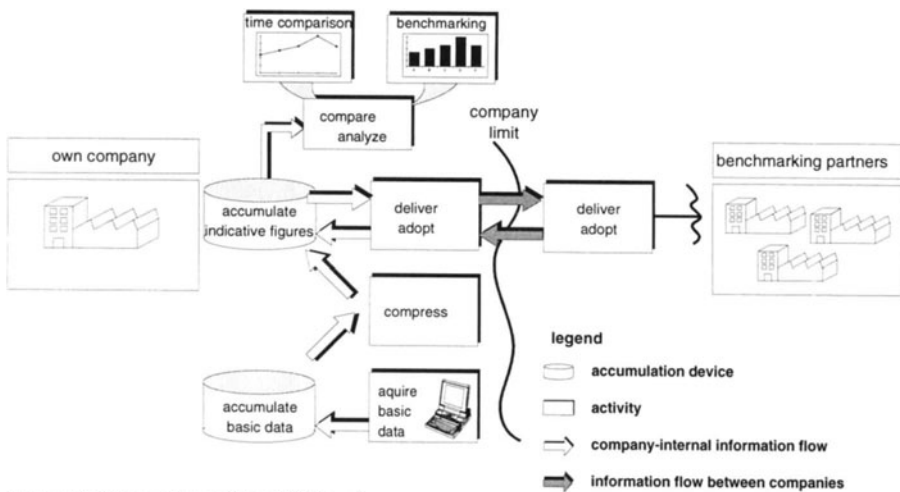 time comparison
benchmarking
compare
analyze
company
limit
own company
benchmarking partners
accumulate
indicative figures
deliver
adopt
deliver
adopt
compress
legend
accumulation device
aquire
basic
data
accumulate
basic data
activity
company-internal information flow
information flow between companies